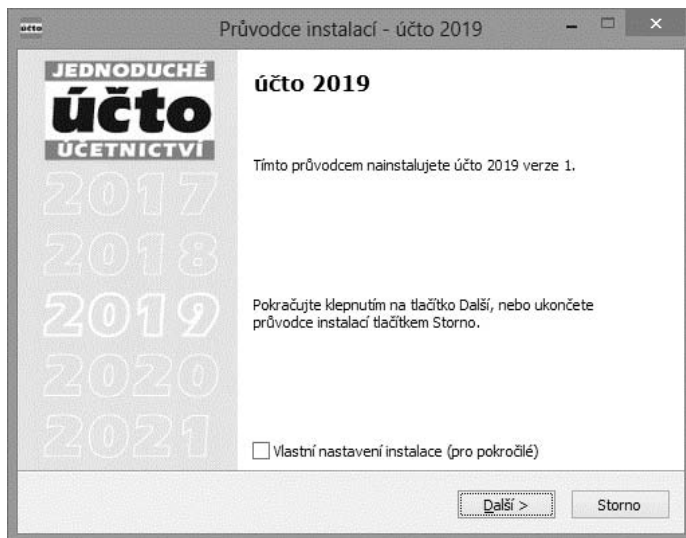 účto
Průvodce instalací - účto 2019
JEDNODUCHÉ
účto
ÚČETNICTVÍ
2017
2018
2019
2020
2021
účto 2019
Tímto průvodcem nainstalujete účto 2019 verze 1.
Pokračujte klepnutím na tlačítko Další, nebo ukončete
průvodce instalací tlačítkem Storno.
Vlastní nastavení instalace (pro pokročilé)
Další >
Storno